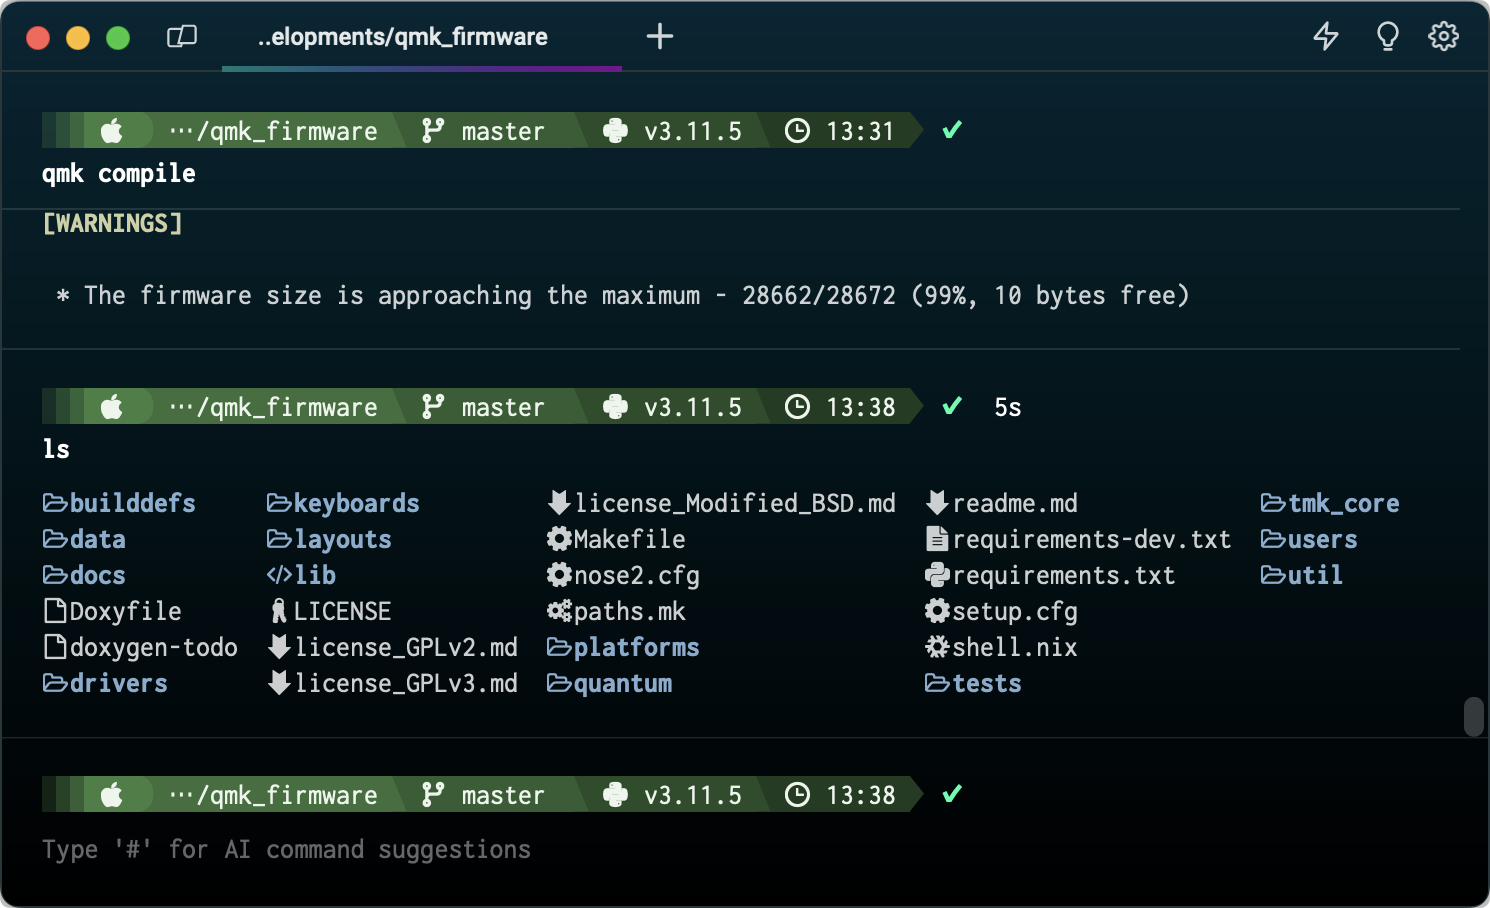 ..elopments/qmk_firmware
···/qmk_firmware master v3.11.5 13:31 ✓
qmk compile
[WARNINGS]
* The firmware size is approaching the maximum - 28662/28672 (99%, 10 bytes free)
···/qmk_firmware master v3.11.5 13:38 ✓ 5s
ls
builddefs keyboards license_Modified_BSD.md readme.md tmk_core
data layouts Makefile requirements-dev.txt users
docs lib nose2.cfg requirements.txt util
Doxyfile LICENSE paths.mk setup.cfg
doxygen-todo license_GPLv2.md platforms shell.nix
drivers license_GPLv3.md quantum tests
···/qmk_firmware master v3.11.5 13:38 ✓
Type '#' for AI command suggestions